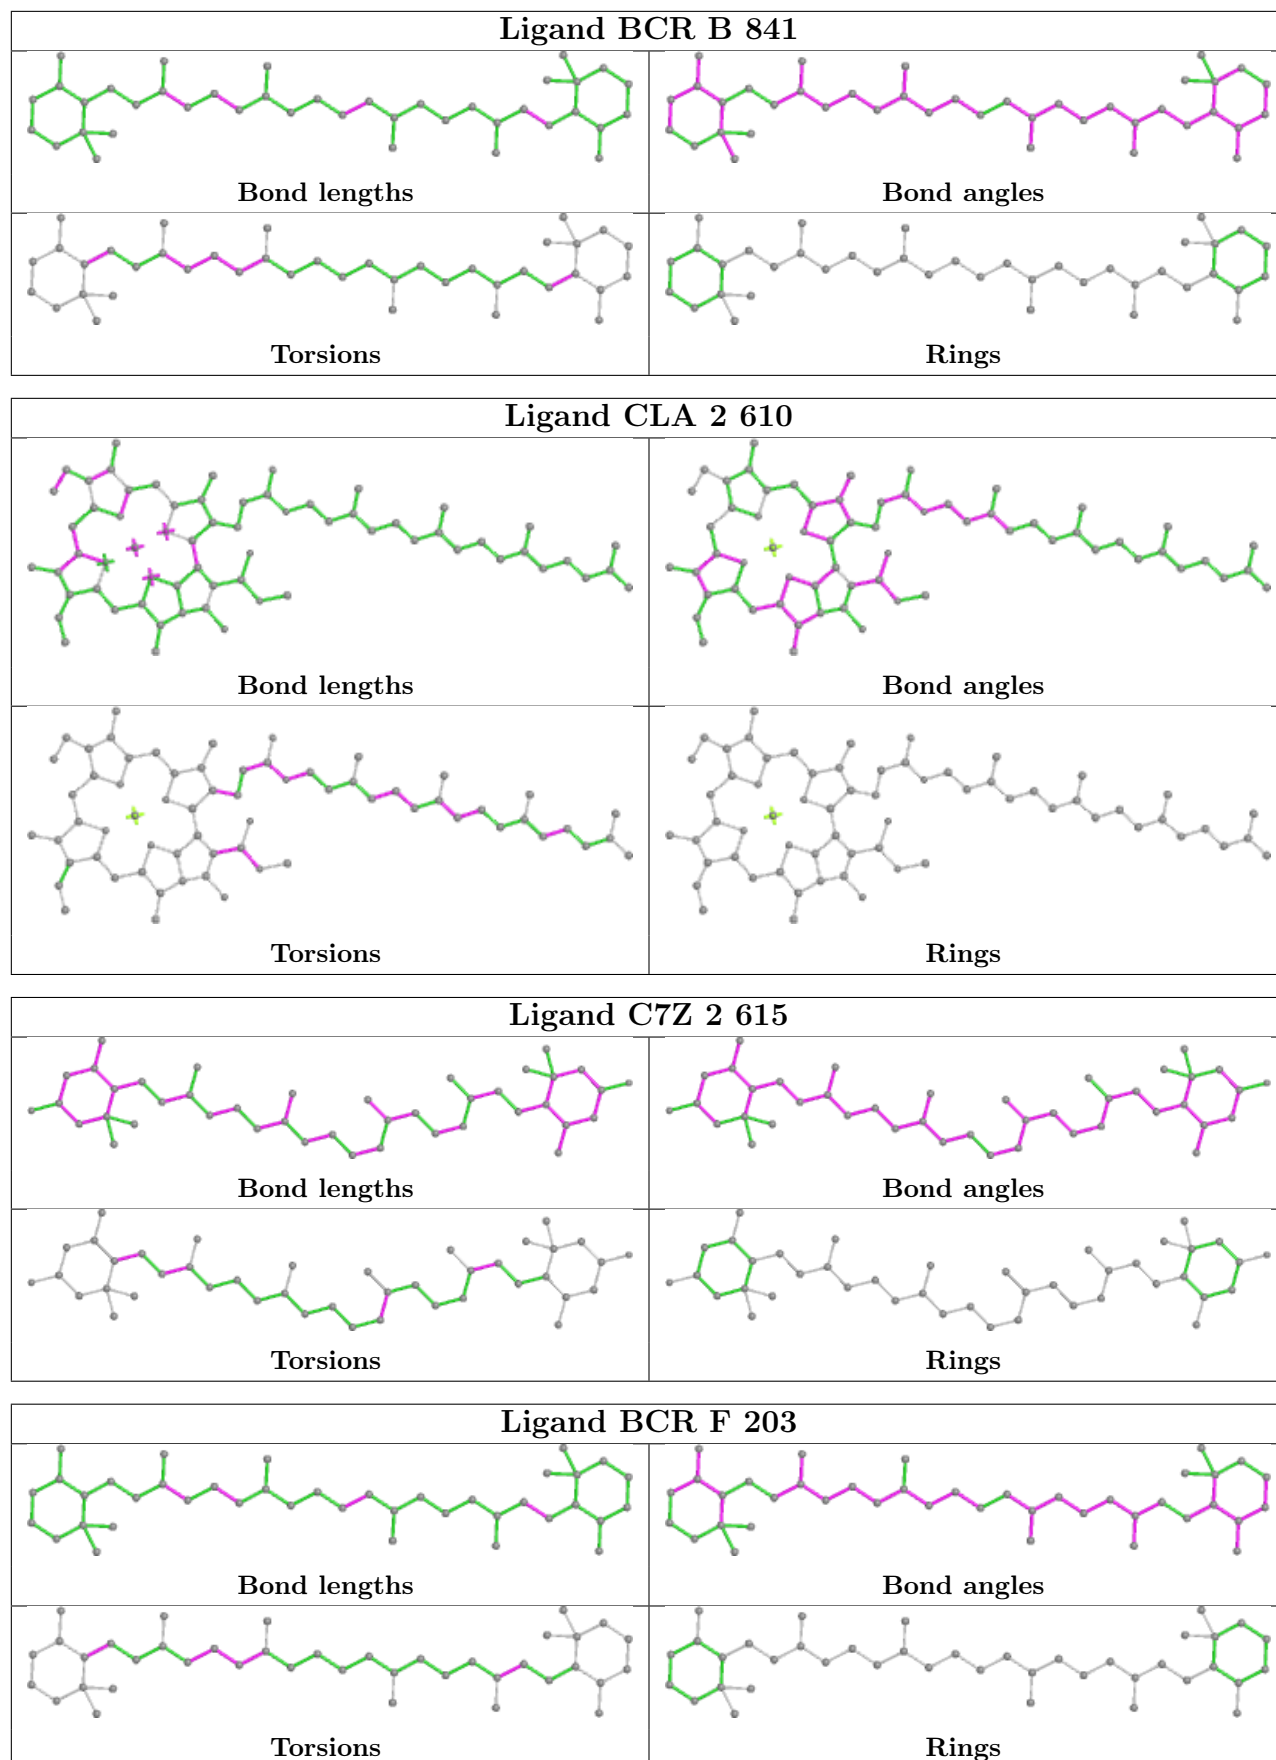 Ligand BCR B 841
Bond lengths
Bond angles
Torsions
Rings
Ligand CLA 2 610
Bond lengths
Bond angles
Torsions
Rings
Ligand C7Z 2 615
Bond lengths
Bond angles
Torsions
Rings
Ligand BCR F 203
Bond lengths
Bond angles
Torsions
Rings